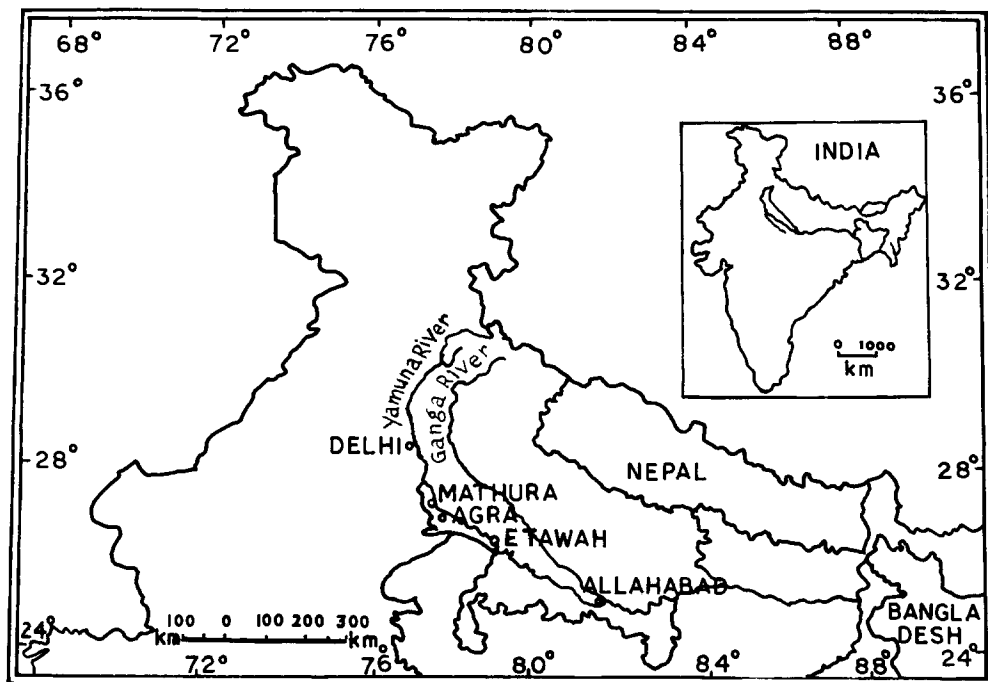 68° 72° 76° 80° 84° 88°
36° 36°
INDIA
32° 32°
0 1000
km
Yamuna River
Ganga River
DELHI
28° 28°
NEPAL
MATHURA
AGRA
ETAWAH
ALLAHABAD
BANGLA
DESH
100 0 100 200 300
km km.
24° 24°
72° 76° 80° 84° 88°